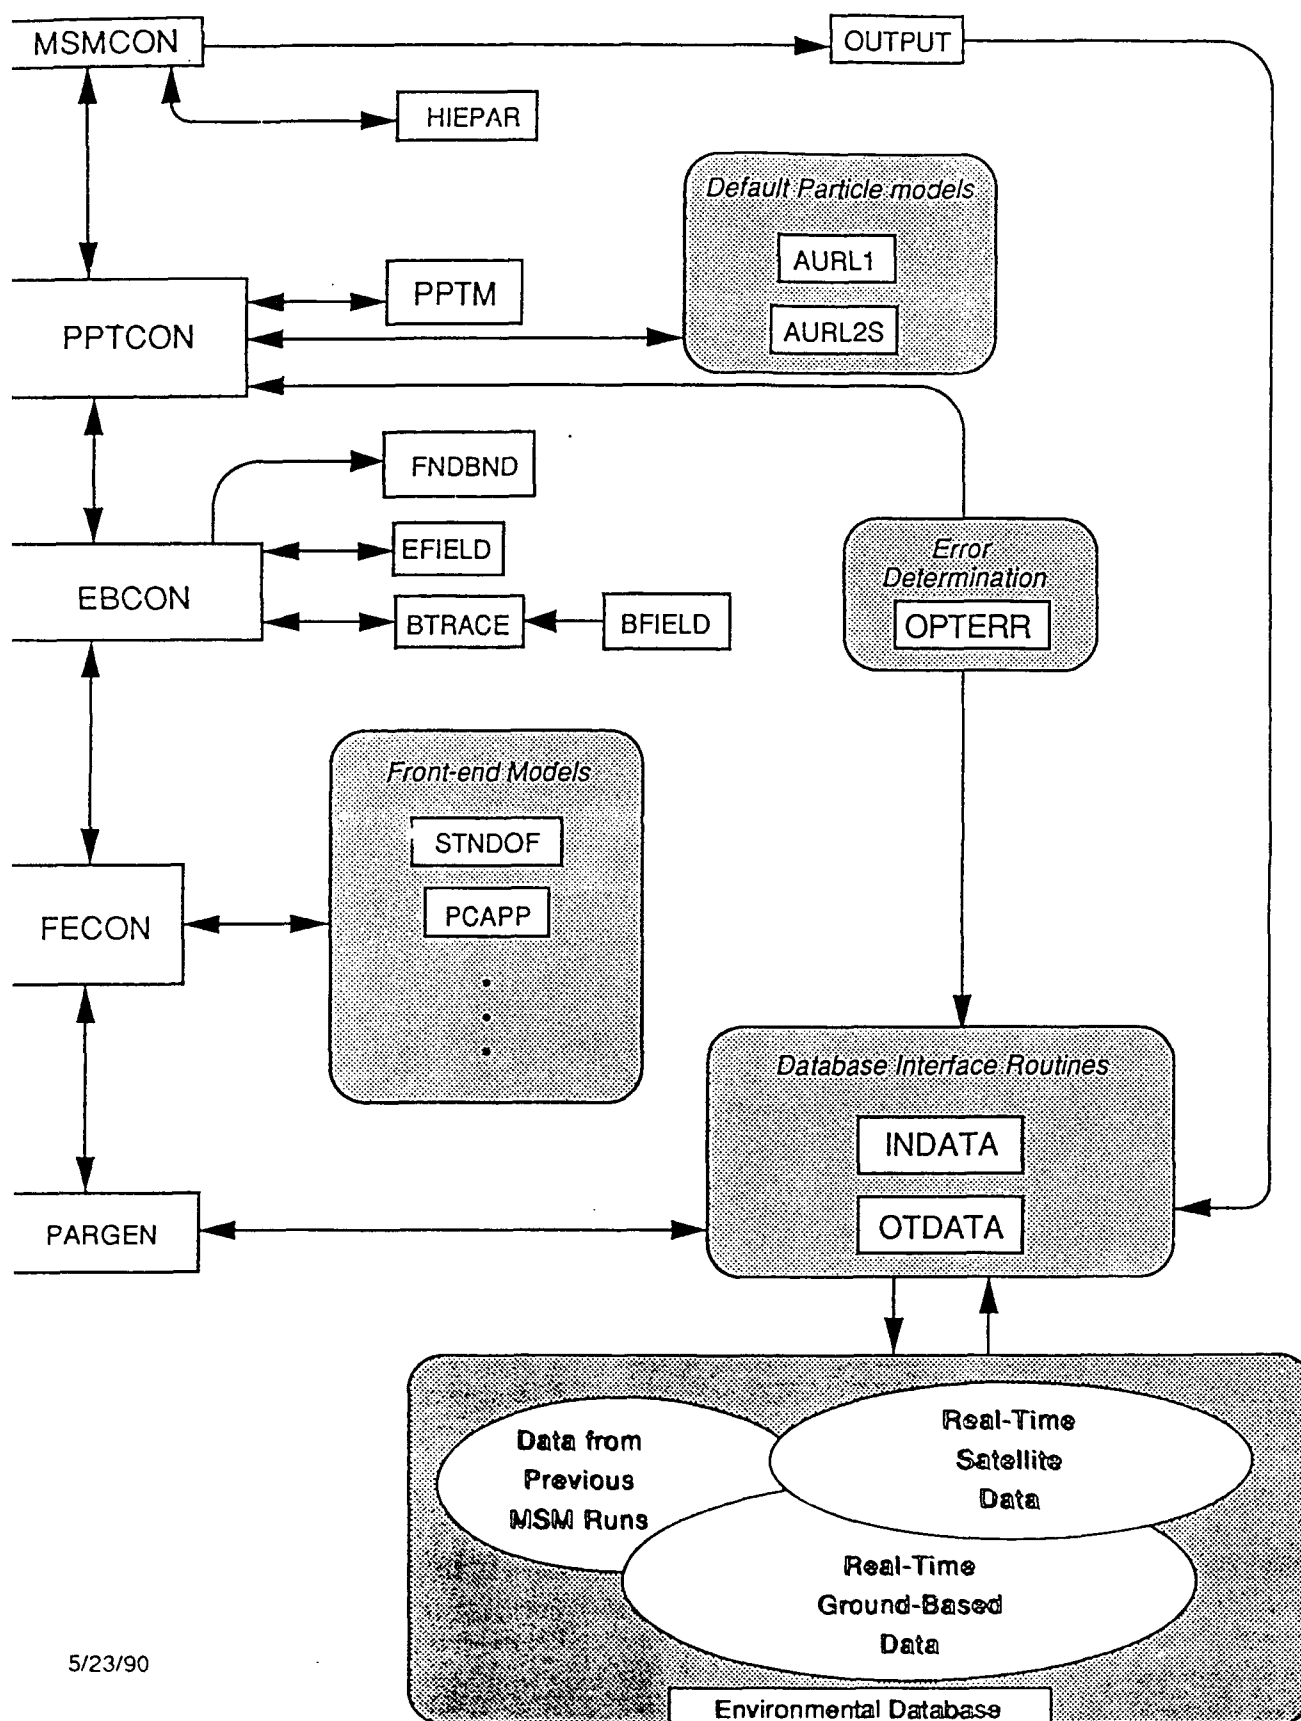 MSMCON
OUTPUT
HIEPAR
Default Particle models
AURL1
AURL2S
PPTM
PPTCON
FNDBND
EFIELD
EBCON
BTRACE
BFIELD
Error
Determination
OPTERR
Front-end Models
STNDOF
PCAPP
FECON
Database Interface Routines
INDATA
OTDATA
PARGEN
Data from
Previous
MSM Runs
Real-Time
Satellite
Data
Real-Time
Ground-Based
Data
5/23/90
Environmental Database